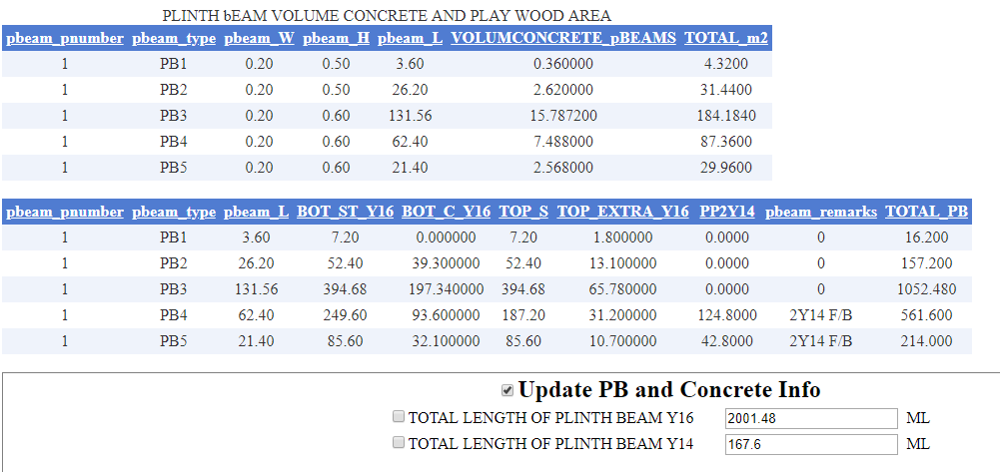 PLINTH bEAM VOLUME CONCRETE AND PLAY WOOD AREA
pbeam_pnumber pbeam_type pbeam_W pbeam_H pbeam_L VOLUMCONCRETE_pBEAMS TOTAL_m2
1 PB1 0.20 0.50 3.60 0.360000 4.3200
1 PB2 0.20 0.50 26.20 2.620000 31.4400
1 PB3 0.20 0.60 131.56 15.787200 184.1840
1 PB4 0.20 0.60 62.40 7.488000 87.3600
1 PB5 0.20 0.60 21.40 2.568000 29.9600
pbeam_pnumber pbeam_type pbeam_L BOT_ST_Y16 BOT_C_Y16 TOP_S TOP_EXTRA_Y16 PP2Y14 pbeam_remarks TOTAL_PB
1 PB1 3.60 7.20 0.000000 7.20 1.800000 0.0000 0 16.200
1 PB2 26.20 52.40 39.300000 52.40 13.100000 0.0000 0 157.200
1 PB3 131.56 394.68 197.340000 394.68 65.780000 0.0000 0 1052.480
1 PB4 62.40 249.60 93.600000 187.20 31.200000 124.8000 2Y14 F/B 561.600
1 PB5 21.40 85.60 32.100000 85.60 10.700000 42.8000 2Y14 F/B 214.000
Update PB and Concrete Info
TOTAL LENGTH OF PLINTH BEAM Y16 2001.48 ML
TOTAL LENGTH OF PLINTH BEAM Y14 167.6 ML